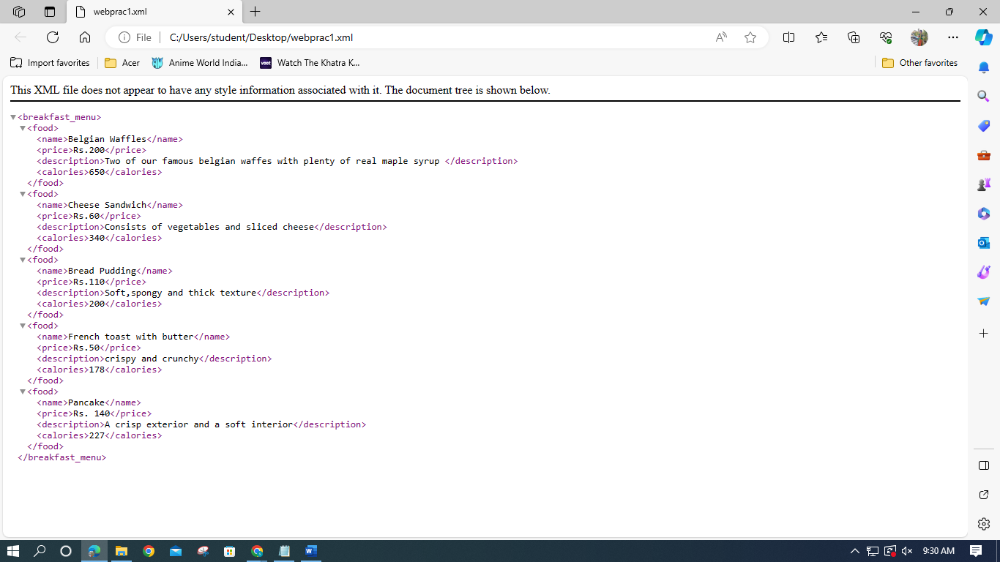 webprac1.xml
File
C:/Users/student/Desktop/webprac1.xml
Import favorites
Acer
Anime World India...
voot
Watch The Khatra K...
Other favorites
This XML file does not appear to have any style information associated with it. The document tree is shown below.
<breakfast_menu>
<food>
<name>Belgian Waffles</name>
<price>Rs.200</price>
<description>Two of our famous belgian waffes with plenty of real maple syrup </description>
<calories>650</calories>
</food>
<food>
<name>Cheese Sandwich</name>
<price>Rs.60</price>
<description>Consists of vegetables and sliced cheese</description>
<calories>340</calories>
</food>
<food>
<name>Bread Pudding</name>
<price>Rs.110</price>
<description>Soft,spongy and thick texture</description>
<calories>200</calories>
</food>
<food>
<name>French toast with butter</name>
<price>Rs.50</price>
<description>crispy and crunchy</description>
<calories>178</calories>
</food>
<food>
<name>Pancake</name>
<price>Rs. 140</price>
<description>A crisp exterior and a soft interior</description>
<calories>227</calories>
</food>
</breakfast_menu>
9:30 AM